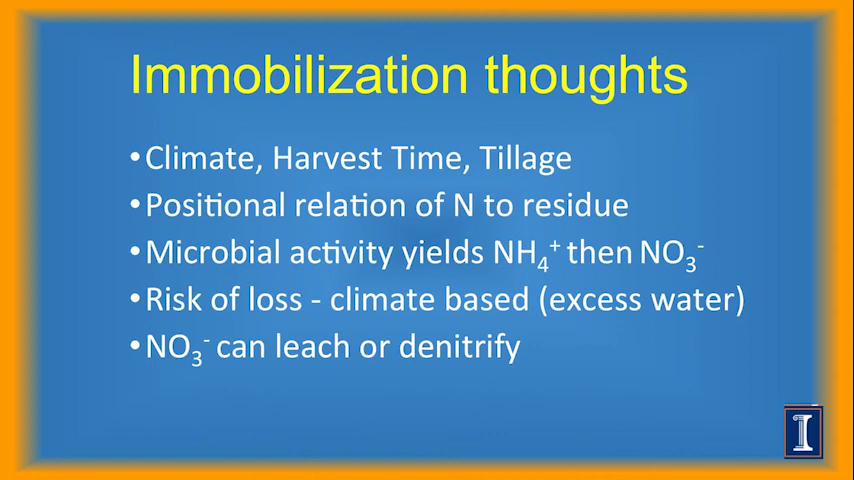 Immobilization thoughts
•Climate, Harvest Time, Tillage
•Positional relation of N to residue
•Microbial activity yields NH₄⁺ then NO₃⁻
•Risk of loss - climate based (excess water)
•NO₃⁻ can leach or denitrify
I